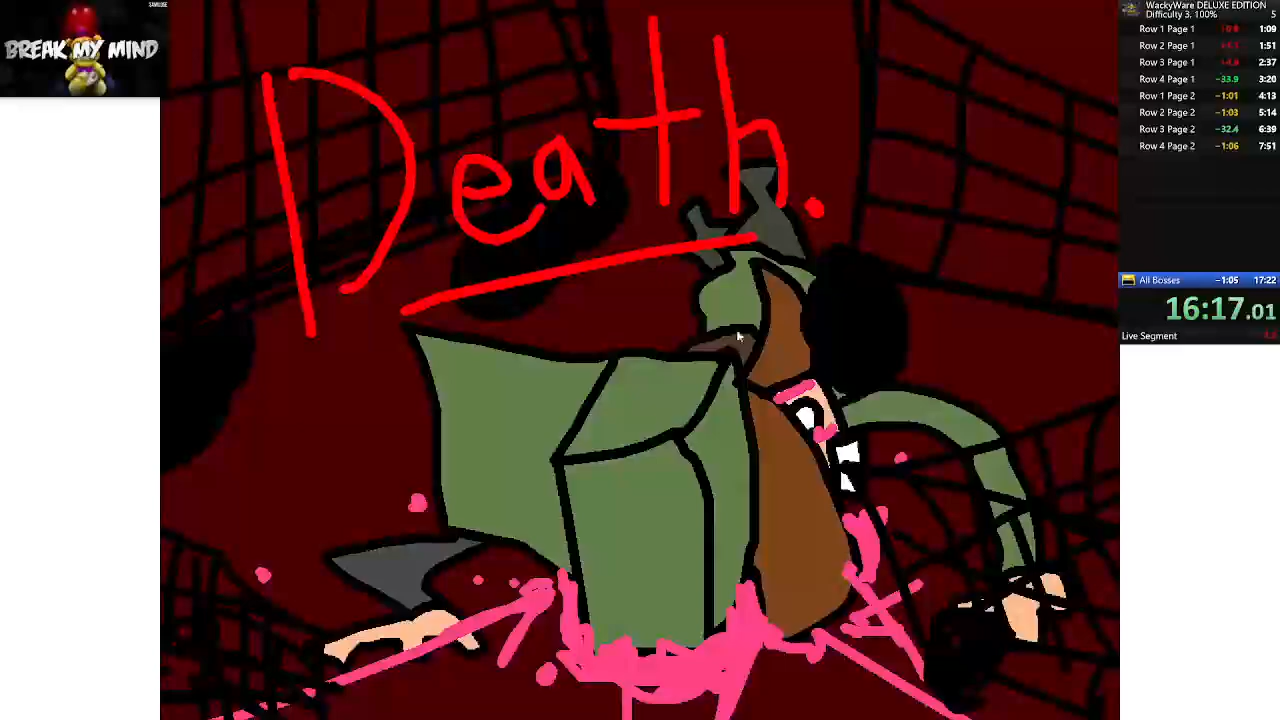 SAWLUGE
BREAK MY MIND
Death.
WackyWare DELUXE EDITION
Difficulty 3, 100% 5
Row 1 Page 1 1:09
Row 2 Page 1 1:51
Row 3 Page 1 2:37
Row 4 Page 1 −33.9 3:20
Row 1 Page 2 −1:01 4:13
Row 2 Page 2 −1:03 5:14
Row 3 Page 2 −32.4 6:39
Row 4 Page 2 −1:06 7:51
All Bosses −1:05 17:22
16:17.01
Live Segment